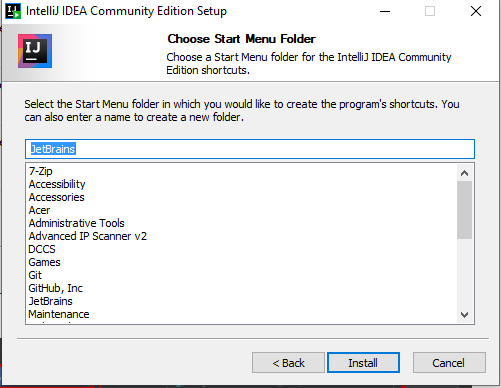 IntelliJ IDEA Community Edition Setup
IJ
Choose Start Menu Folder
Choose a Start Menu folder for the IntelliJ IDEA Community
Edition shortcuts.
Select the Start Menu folder in which you would like to create the program's shortcuts. You
can also enter a name to create a new folder.
JetBrains
7-Zip
Accessibility
Accessories
Acer
Administrative Tools
Advanced IP Scanner v2
DCCS
Games
Git
GitHub, Inc
JetBrains
Maintenance
< Back
Install
Cancel